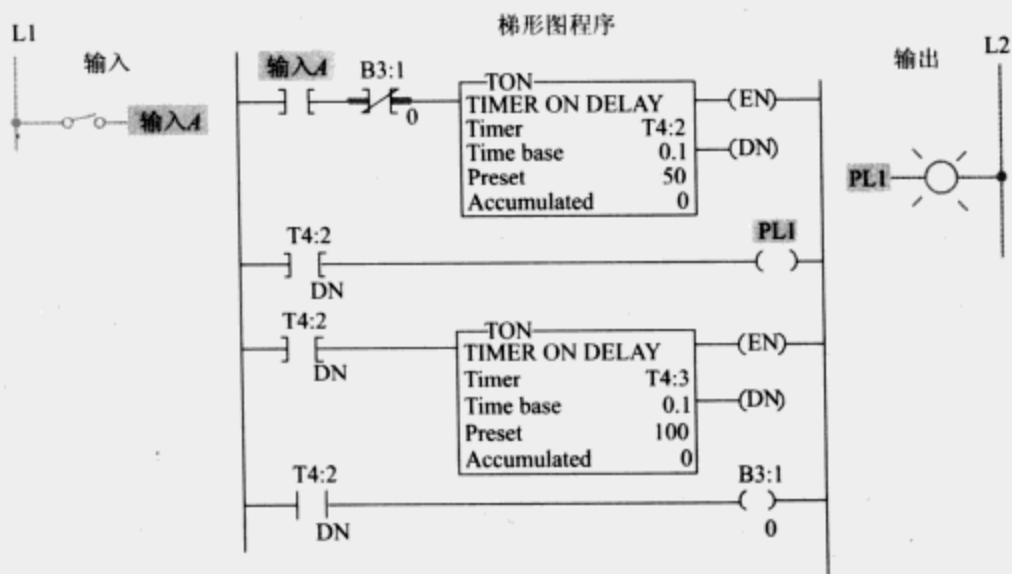 梯形图程序
L1
输入
输入A
输入A
B3:1
0
TON
TIMER ON DELAY
Timer T4:2
Time base 0.1
Preset 50
Accumulated 0
(EN)
(DN)
输出
L2
PL1
T4:2
DN
PL1
T4:2
DN
TON
TIMER ON DELAY
Timer T4:3
Time base 0.1
Preset 100
Accumulated 0
(EN)
(DN)
T4:2
DN
B3:1
0